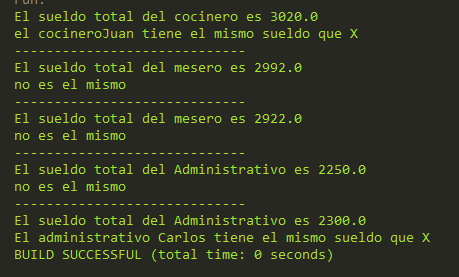 run:
El sueldo total del cocinero es 3020.0
el cocineroJuan tiene el mismo sueldo que X
----------------------------
El sueldo total del mesero es 2992.0
no es el mismo
----------------------------
El sueldo total del mesero es 2922.0
no es el mismo
----------------------------
El sueldo total del Administrativo es 2250.0
no es el mismo
----------------------------
El sueldo total del Administrativo es 2300.0
El administrativo Carlos tiene el mismo sueldo que X
BUILD SUCCESSFUL (total time: 0 seconds)